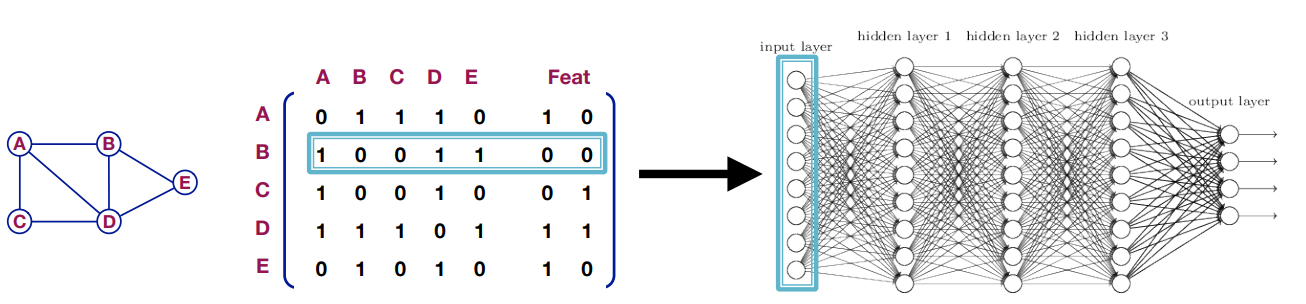 A B
E
C D
A B C D E Feat
A 0 1 1 1 0 1 0
B 1 0 0 1 1 0 0
C 1 0 0 1 0 0 1
D 1 1 1 0 1 1 1
E 0 1 0 1 0 1 0
hidden layer 1 hidden layer 2 hidden layer 3
input layer
output layer